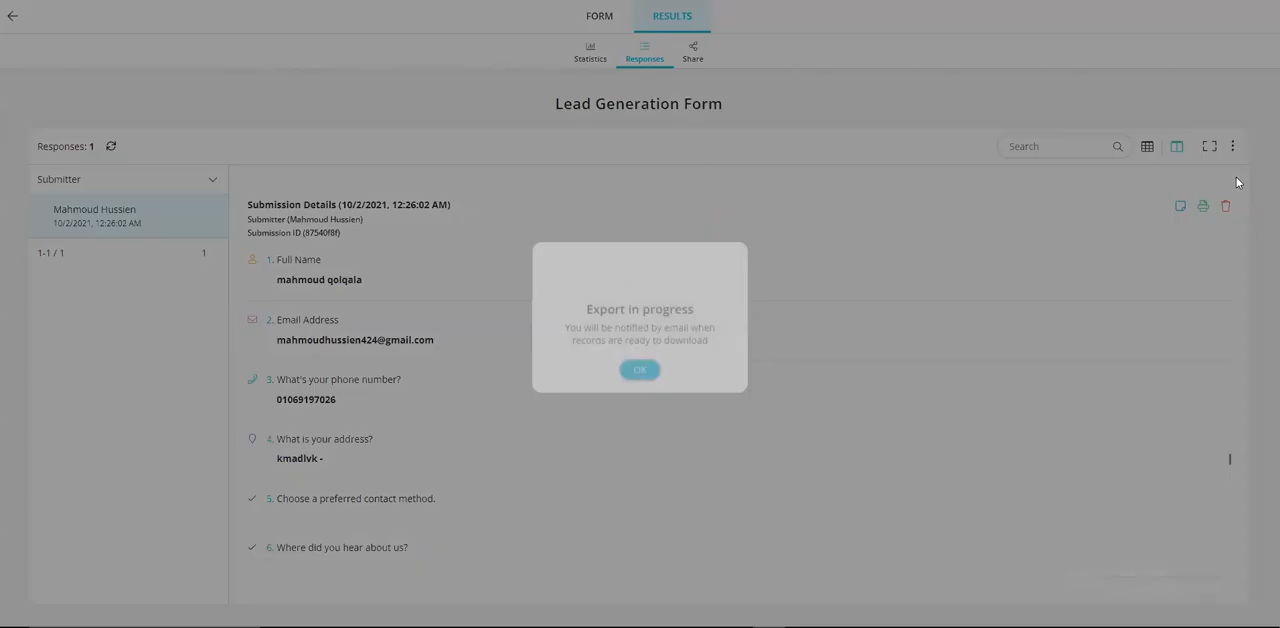 FORM
RESULTS
Statistics
Responses
Share
Lead Generation Form
Responses: 1
Search
Submitter
Mahmoud Hussien
10/2/2021, 12:26:02 AM
1-1 / 1
1
Submission Details (10/2/2021, 12:26:02 AM)
Submitter (Mahmoud Hussien)
Submission ID (87540f8f)
1. Full Name
mahmoud qolqala
2. Email Address
mahmoudhussien424@gmail.com
3. What's your phone number?
01069197026
4. What is your address?
kmadlvk -
5. Choose a preferred contact method.
6. Where did you hear about us?
Export in progress
You will be notified by email when
records are ready to download
OK